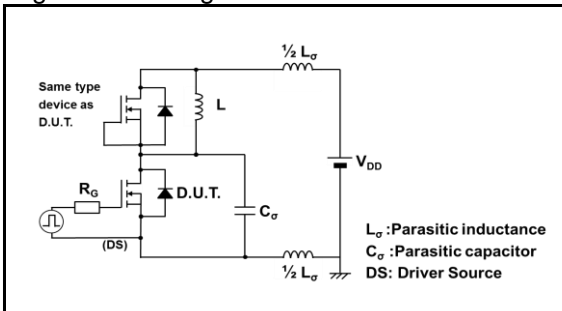 ½ Lσ
Same type
device as
D.U.T.
L
VDD
RG
D.U.T.
Cσ
(DS)
Lσ :Parasitic inductance
Cσ :Parasitic capacitor
DS: Driver Source
½ Lσ